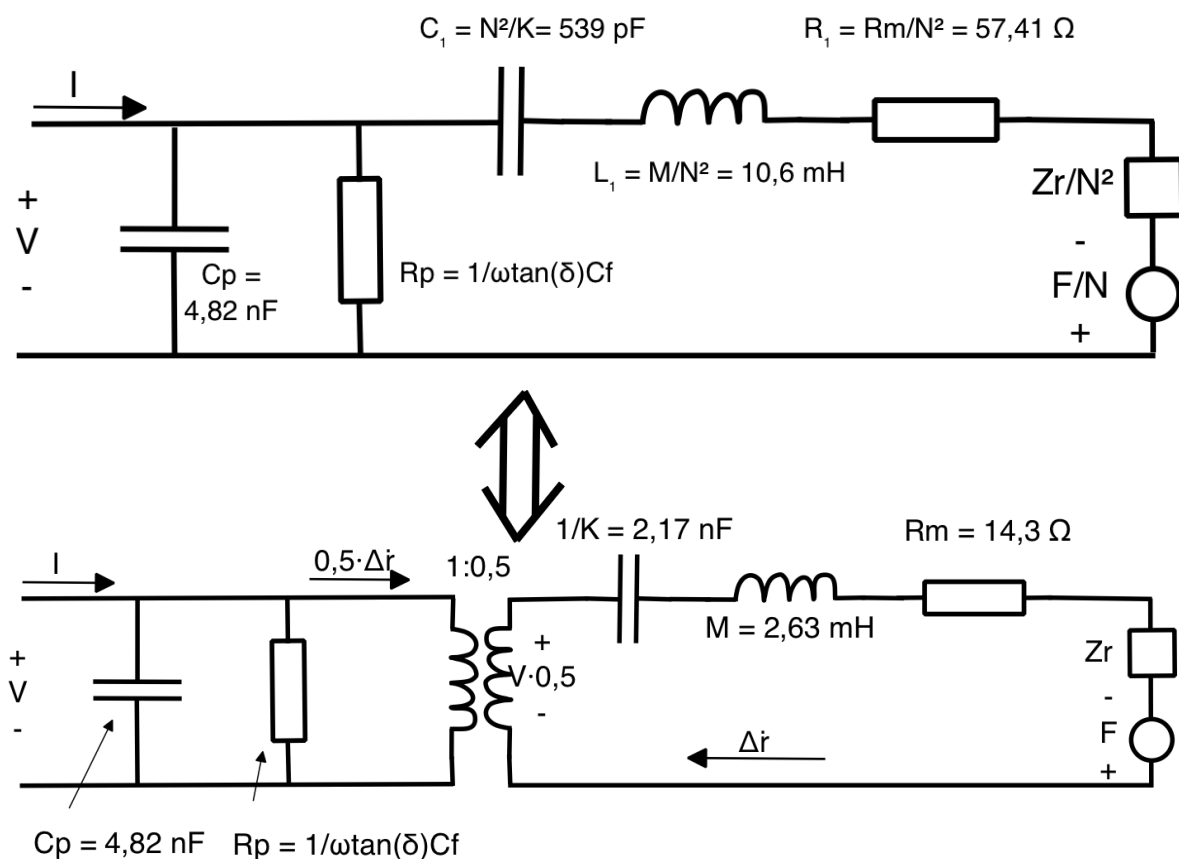 C₁ = N²/K= 539 pF
R₁ = Rm/N² = 57,41 Ω
I
L₁ = M/N² = 10,6 mH
Zr/N²
+
V
-
Cp =
4,82 nF
Rp = 1/ωtan(δ)Cf
-
F/N
+
1/K = 2,17 nF
Rm = 14,3 Ω
I
0,5·Δṙ
1:0,5
M = 2,63 mH
+
V
-
+
V·0,5
-
Zr
-
F
+
Δṙ
Cp = 4,82 nF
Rp = 1/ωtan(δ)Cf